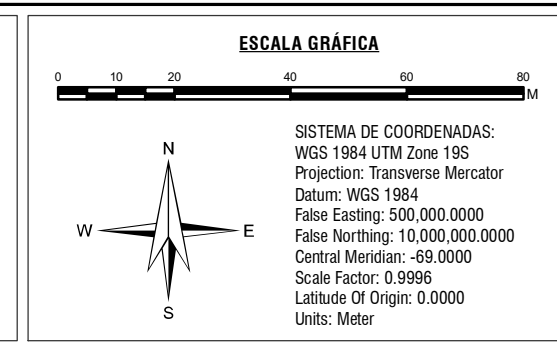 ESCALA GRÁFICA
0 10 20 40 60 80
M
N
W E
S
SISTEMA DE COORDENADAS:
WGS 1984 UTM Zone 19S
Projection: Transverse Mercator
Datum: WGS 1984
False Easting: 500,000.0000
False Northing: 10,000,000.0000
Central Meridian: -69.0000
Scale Factor: 0.9996
Latitude Of Origin: 0.0000
Units: Meter